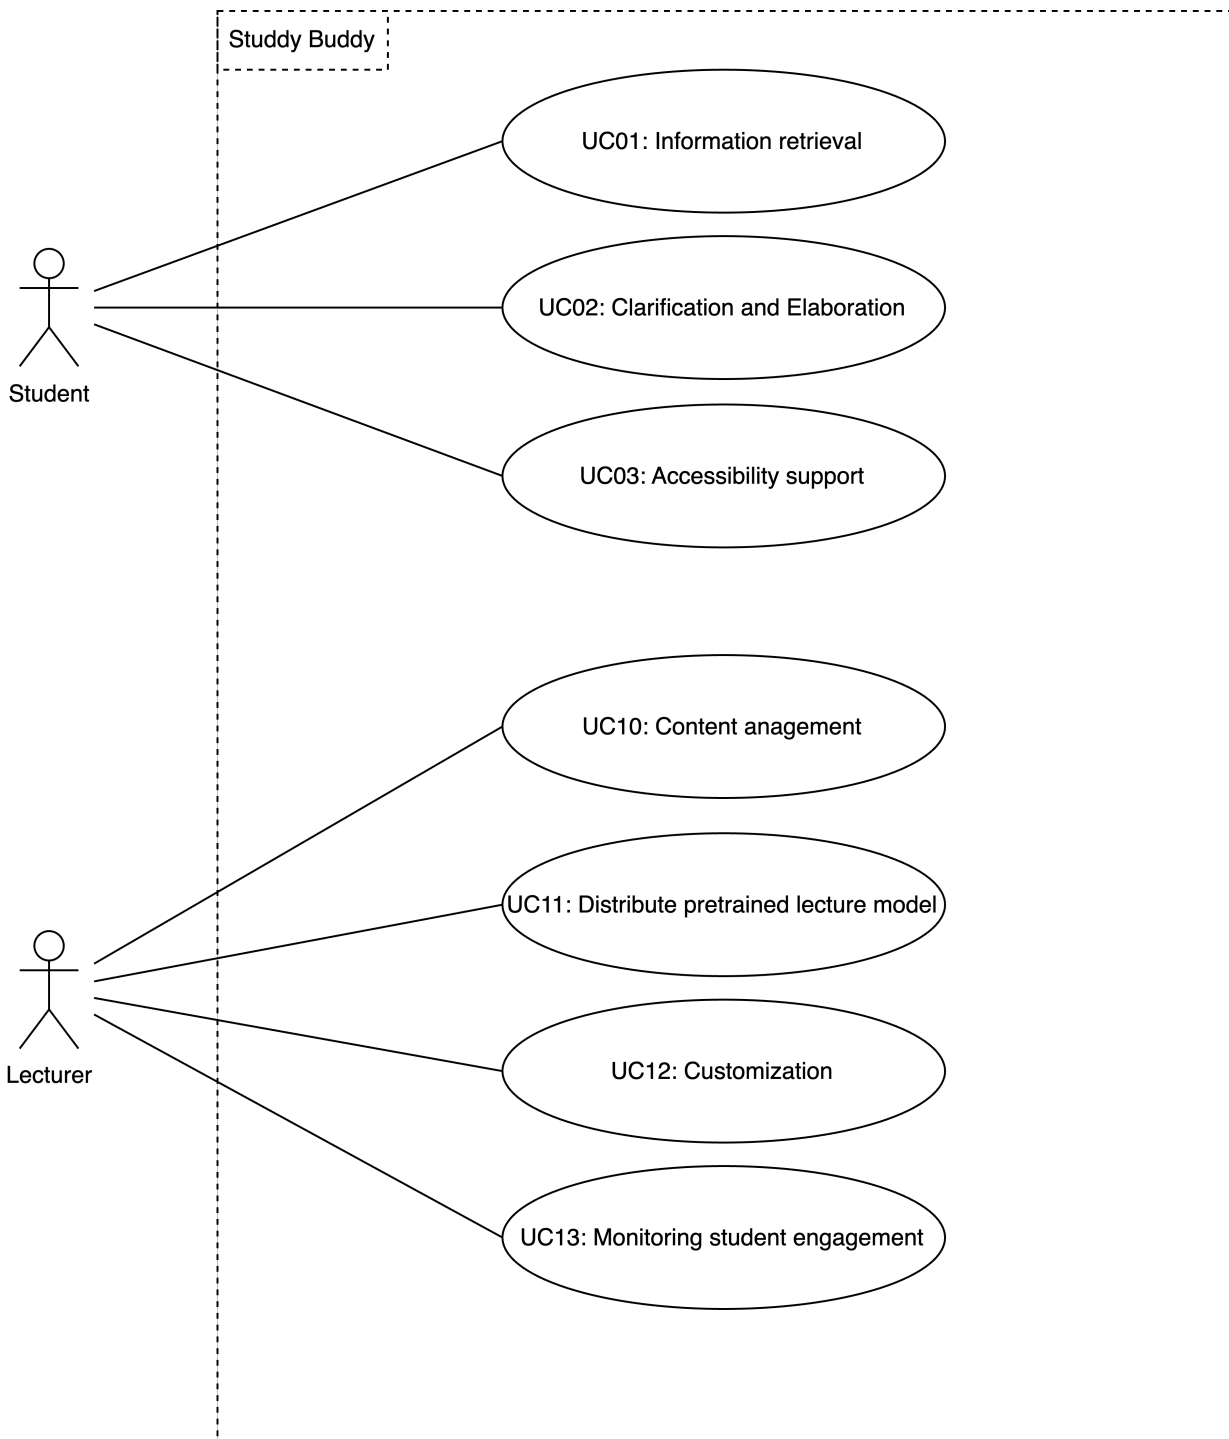 Studdy Buddy
UC01: Information retrieval
UC02: Clarification and Elaboration
Student
UC03: Accessibility support
UC10: Content anagement
UC11: Distribute pretrained lecture model
Lecturer
UC12: Customization
UC13: Monitoring student engagement